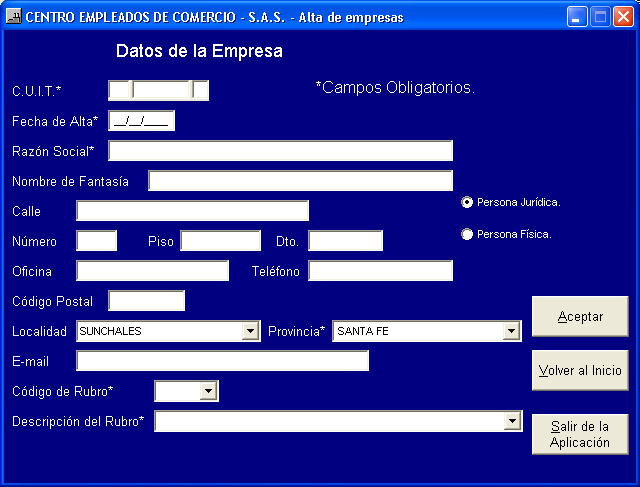 CENTRO EMPLEADOS DE COMERCIO - S.A.S. - Alta de empresas
Datos de la Empresa
C.U.I.T.*
*Campos Obligatorios.
Fecha de Alta* __/__/____
Razón Social*
Nombre de Fantasía
Calle
Persona Jurídica.
Número Piso Dto.
Persona Física.
Oficina Teléfono
Código Postal
Localidad SUNCHALES Provincia* SANTA FE
Aceptar
E-mail
Volver al Inicio
Código de Rubro*
Descripción del Rubro*
Salir de la
Aplicación